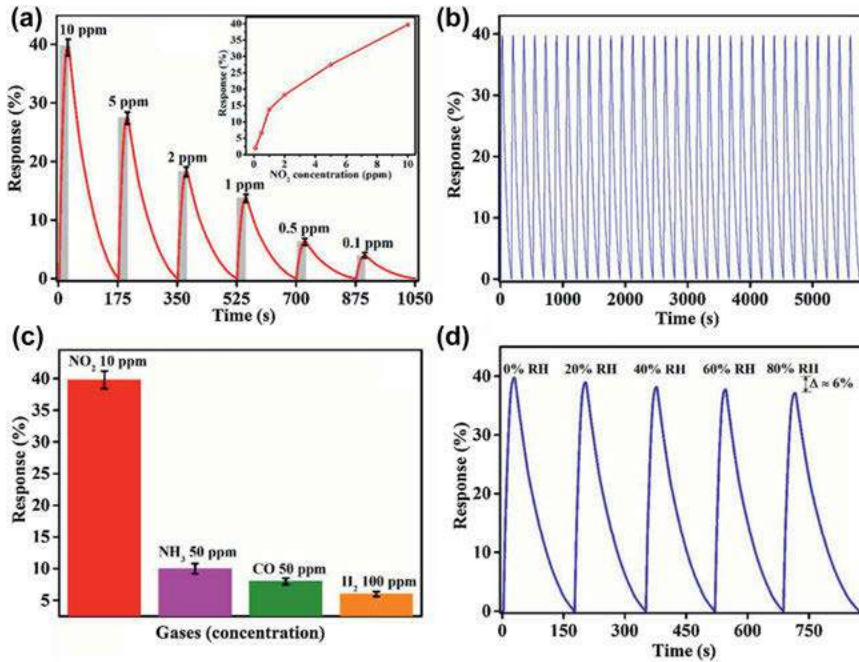 (a)
10 ppm
5 ppm
2 ppm
1 ppm
0.5 ppm
0.1 ppm
Response (%)
40
30
20
10
0
0 175 350 525 700 875 1050
Time (s)
Response (%)
40
35
30
25
20
15
10
5
0
0 2 4 6 8 10
NO₂ concentration (ppm)
(b)
Response (%)
40
30
20
10
0
0 1000 2000 3000 4000 5000
Time (s)
(c)
NO₂ 10 ppm
NH₃ 50 ppm
CO 50 ppm
H₂ 100 ppm
Response (%)
40
35
30
25
20
15
10
5
Gases (concentration)
(d)
0% RH 20% RH 40% RH 60% RH 80% RH
Δ ≈ 6%
Response (%)
40
30
20
10
0
0 150 300 450 600 750
Time (s)